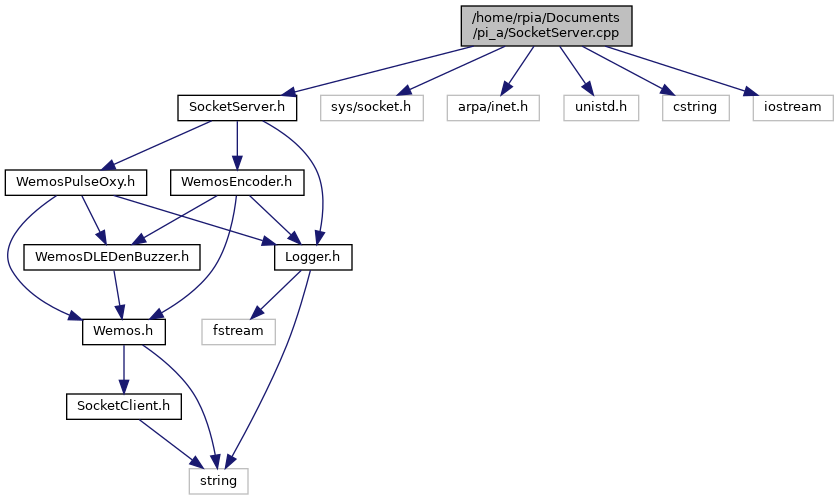 /home/rpia/Documents
/pi_a/SocketServer.cpp
SocketServer.h
sys/socket.h
arpa/inet.h
unistd.h
cstring
iostream
WemosPulseOxy.h
WemosEncoder.h
WemosDLEDenBuzzer.h
Logger.h
Wemos.h
fstream
SocketClient.h
string